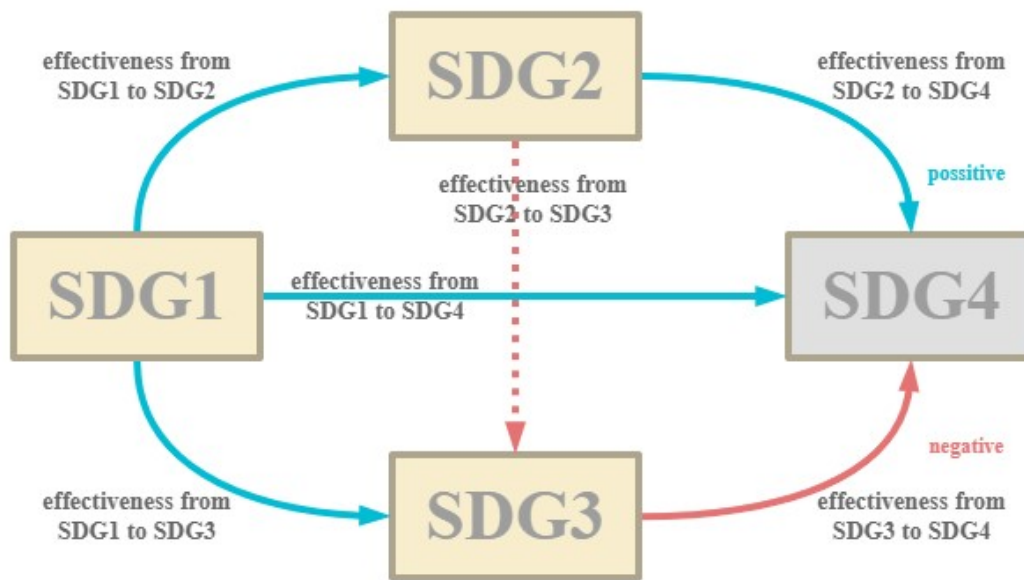 effectiveness from
SDG1 to SDG2
SDG2
effectiveness from
SDG2 to SDG4
possitive
effectiveness from
SDG2 to SDG3
SDG1
effectiveness from
SDG1 to SDG4
SDG4
effectiveness from
SDG1 to SDG3
SDG3
negative
effectiveness from
SDG3 to SDG4